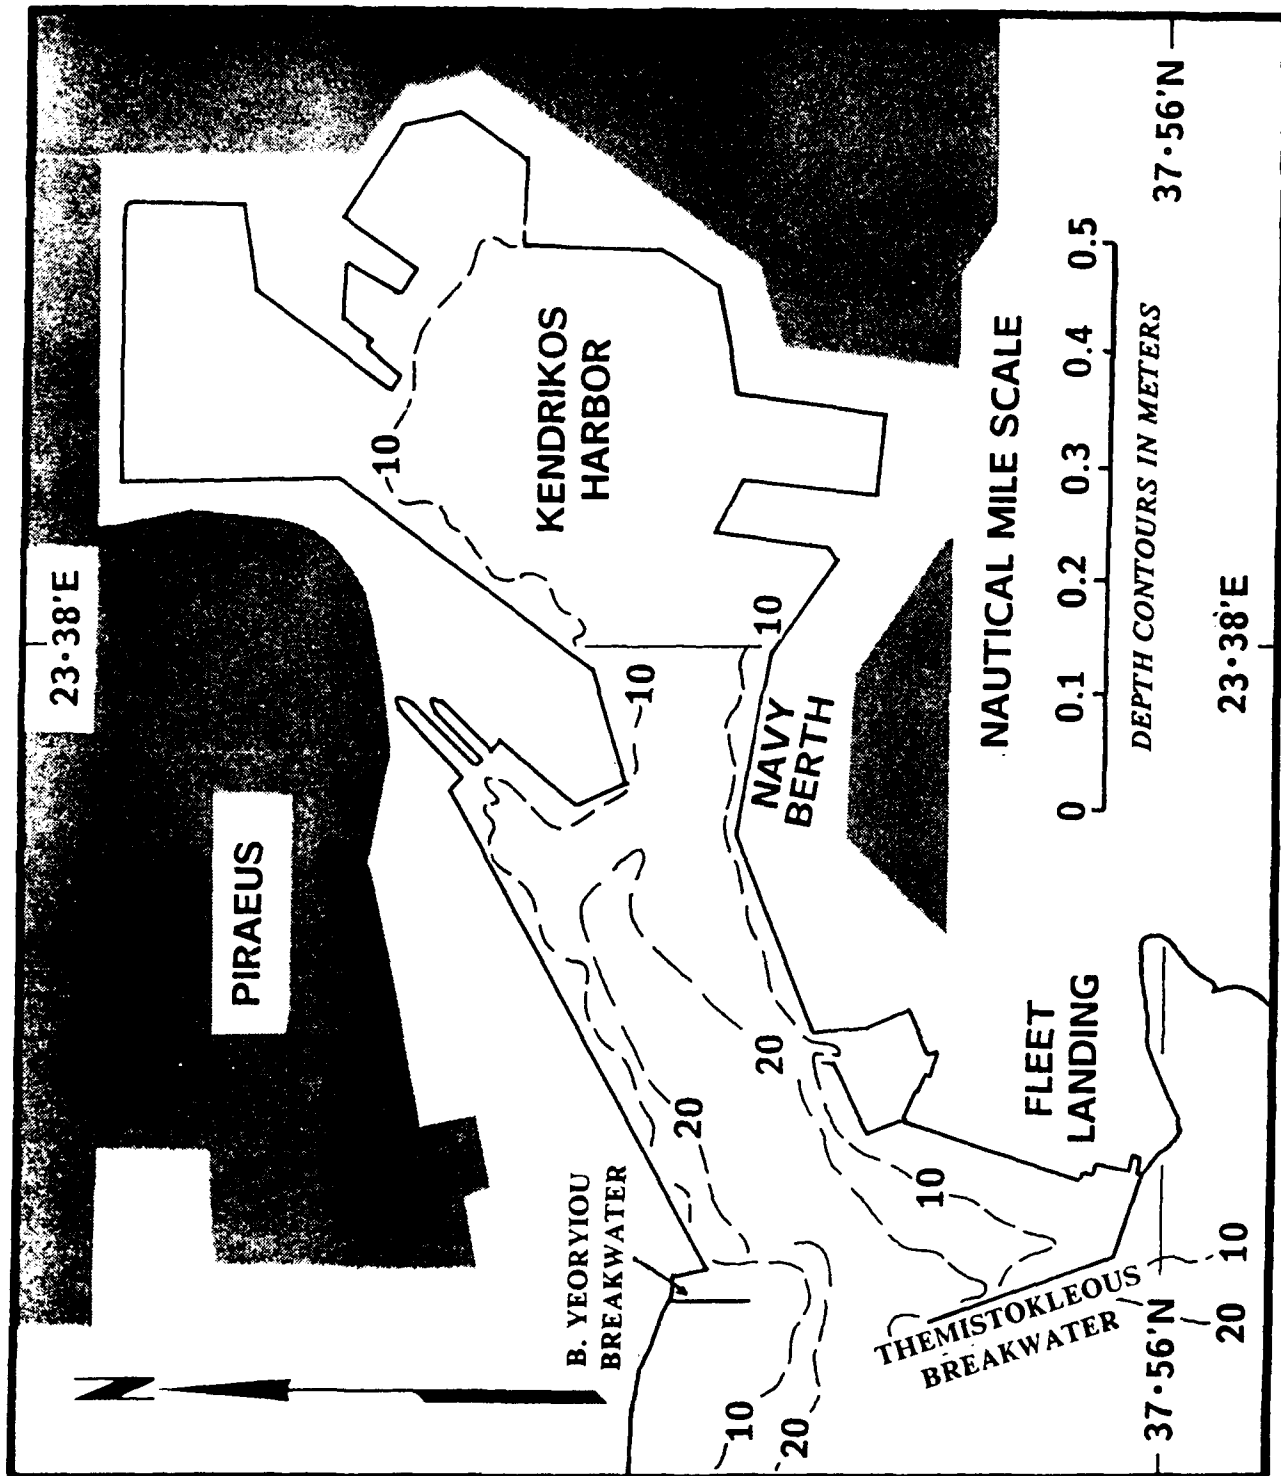 23·38'E
PIRAEUS
N
10
KENDRIKOS
HARBOR
10
10
20
20
10
10
20
B. YEORYIOU
BREAKWATER
NAVY
BERTH
FLEET
LANDING
THEMISTOKLEOUS
BREAKWATER
NAUTICAL MILE SCALE
0 0.1 0.2 0.3 0.4 0.5
DEPTH CONTOURS IN METERS
37·56'N
20
10
23·38'E
37·56'N